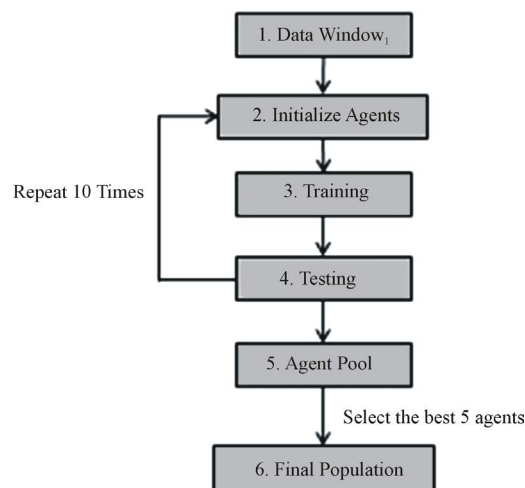 1. Data Window₁
2. Initialize Agents
Repeat 10 Times
3. Training
4. Testing
5. Agent Pool
Select the best 5 agents
6. Final Population